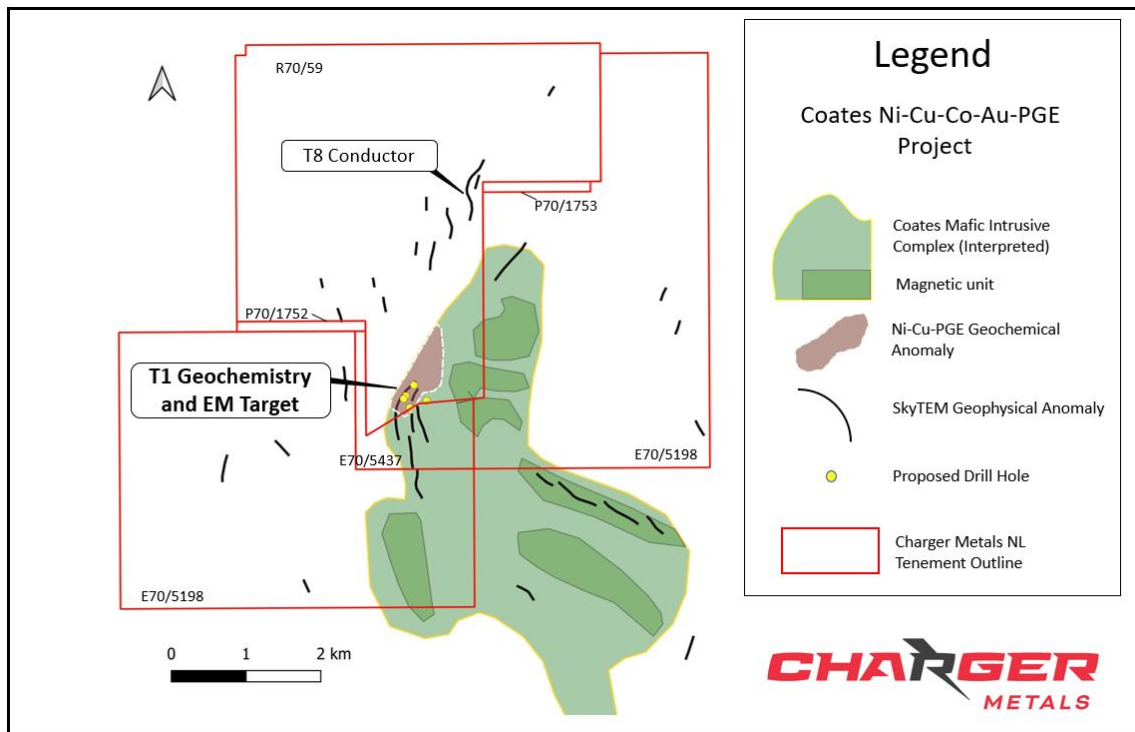 R70/59
T8 Conductor
P70/1753
P70/1752
T1 Geochemistry
and EM Target
E70/5437
E70/5198
E70/5198
0 1 2 km
Legend
Coates Ni-Cu-Co-Au-PGE
Project
Coates Mafic Intrusive
Complex (Interpreted)
Magnetic unit
Ni-Cu-PGE Geochemical
Anomaly
SkyTEM Geophysical Anomaly
Proposed Drill Hole
Charger Metals NL
Tenement Outline
CHARGER
METALS